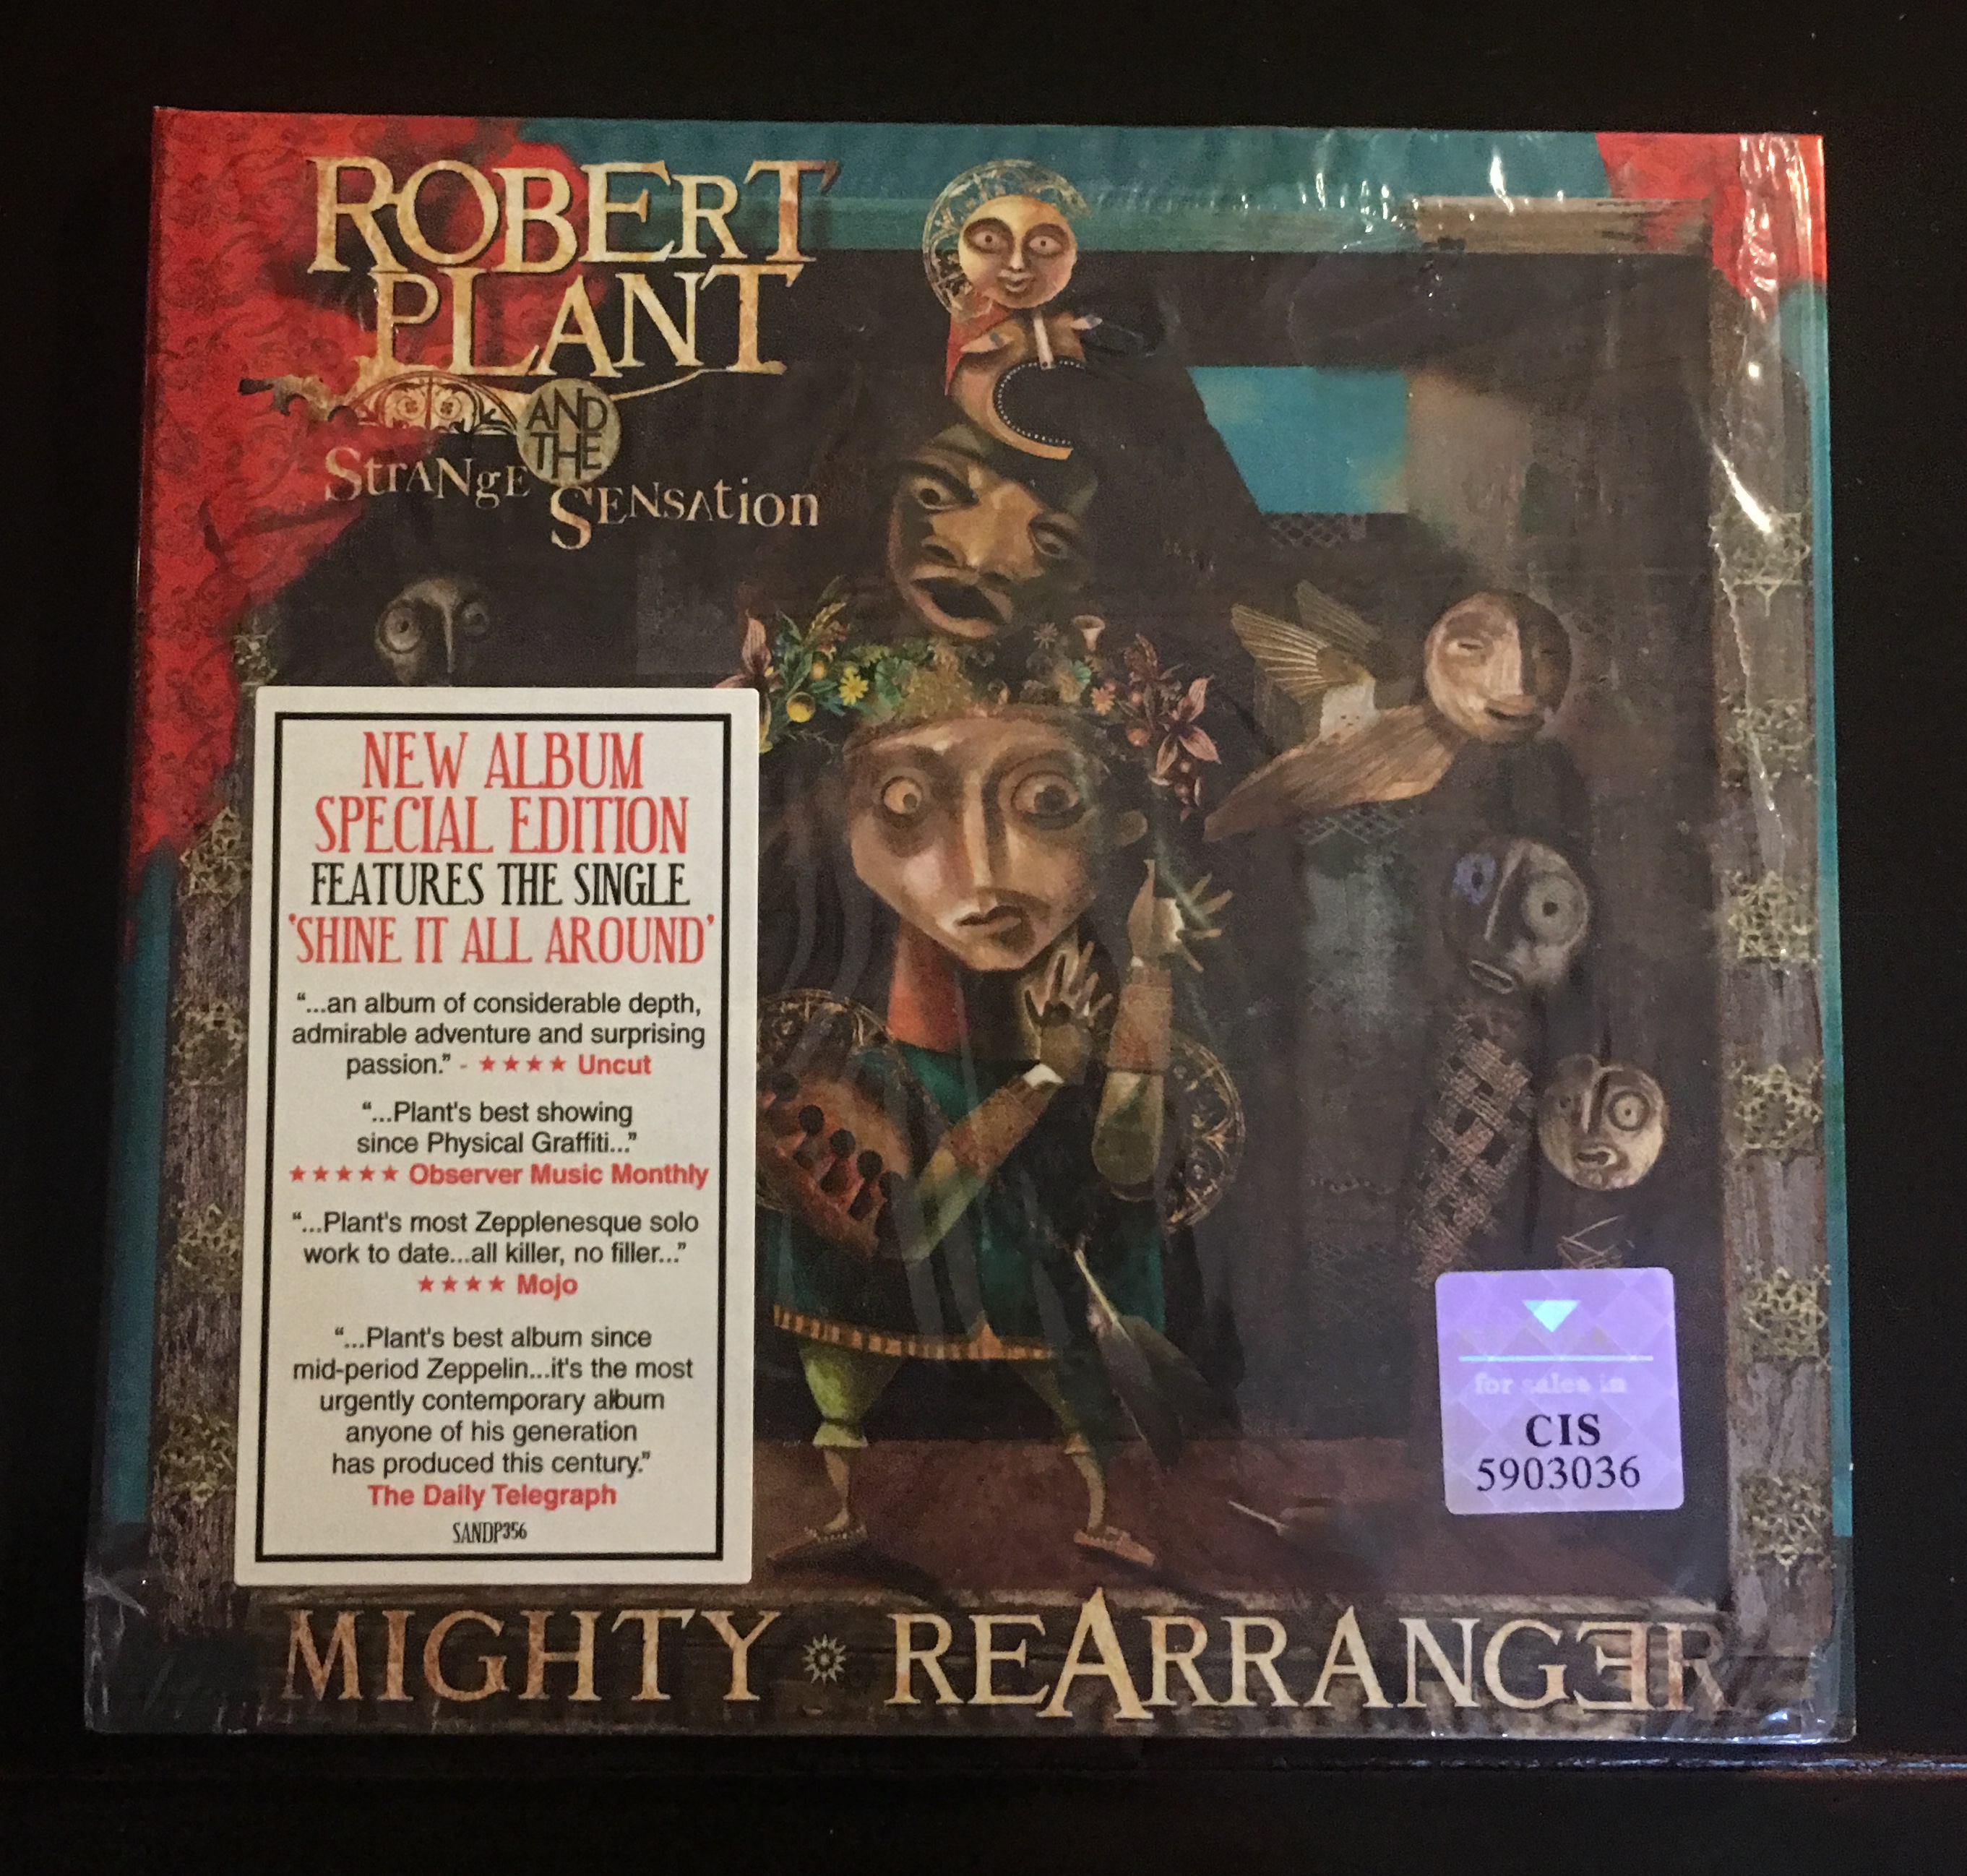 ROBERT
PLANT
AND
THE
STRANgE
SENSAtion
NEW ALBUM
SPECIAL EDITION
FEATURES THE SINGLE
'SHINE IT ALL AROUND'
“...an album of considerable depth,
admirable adventure and surprising
passion.” - ★★★★ Uncut
“...Plant's best showing
since Physical Graffiti...”
★★★★★ Observer Music Monthly
“...Plant's most Zepplenesque solo
work to date...all killer, no filler...”
★★★★ Mojo
“...Plant's best album since
mid-period Zeppelin...it's the most
urgently contemporary album
anyone of his generation
has produced this century.”
The Daily Telegraph
SANDP356
for sales in
CIS
5903036
MIGHTY REARRANGER